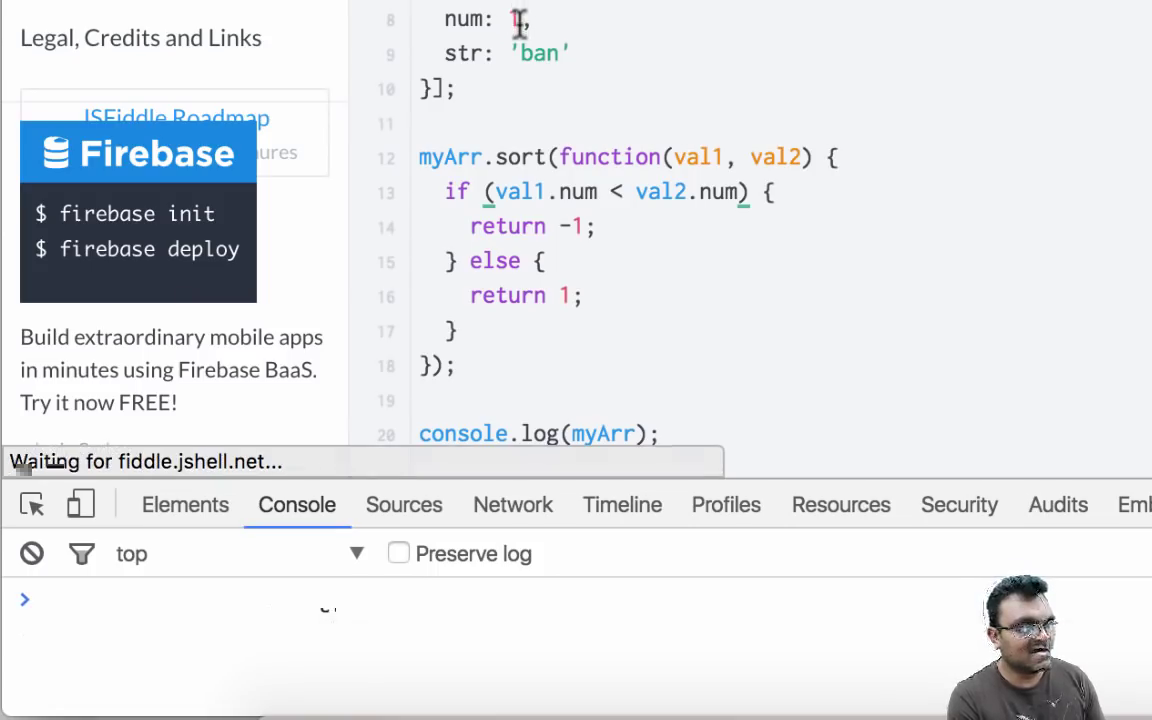 Legal, Credits and Links
JSFiddle Roadmap
Firebase
$ firebase init
$ firebase deploy
Build extraordinary mobile apps
in minutes using Firebase BaaS.
Try it now FREE!
8 num: 1,
9 str: 'ban'
10 }];
11
12 myArr.sort(function(val1, val2) {
13 if (val1.num < val2.num) {
14 return -1;
15 } else {
16 return 1;
17 }
18 });
19
20 console.log(myArr);
Waiting for fiddle.jshell.net...
Elements Console Sources Network Timeline Profiles Resources Security Audits
top Preserve log
>